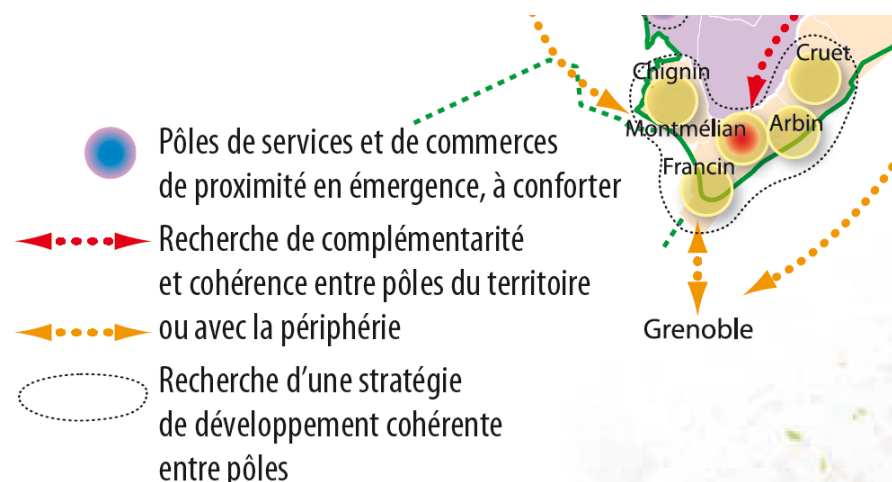 Pôles de services et de commerces
de proximité en émergence, à conforter
Recherche de complémentarité
et cohérence entre pôles du territoire
ou avec la périphérie
Recherche d'une stratégie
de développement cohérente
entre pôles
Cruet
Chignin
Montmélian
Arbin
Francin
Grenoble